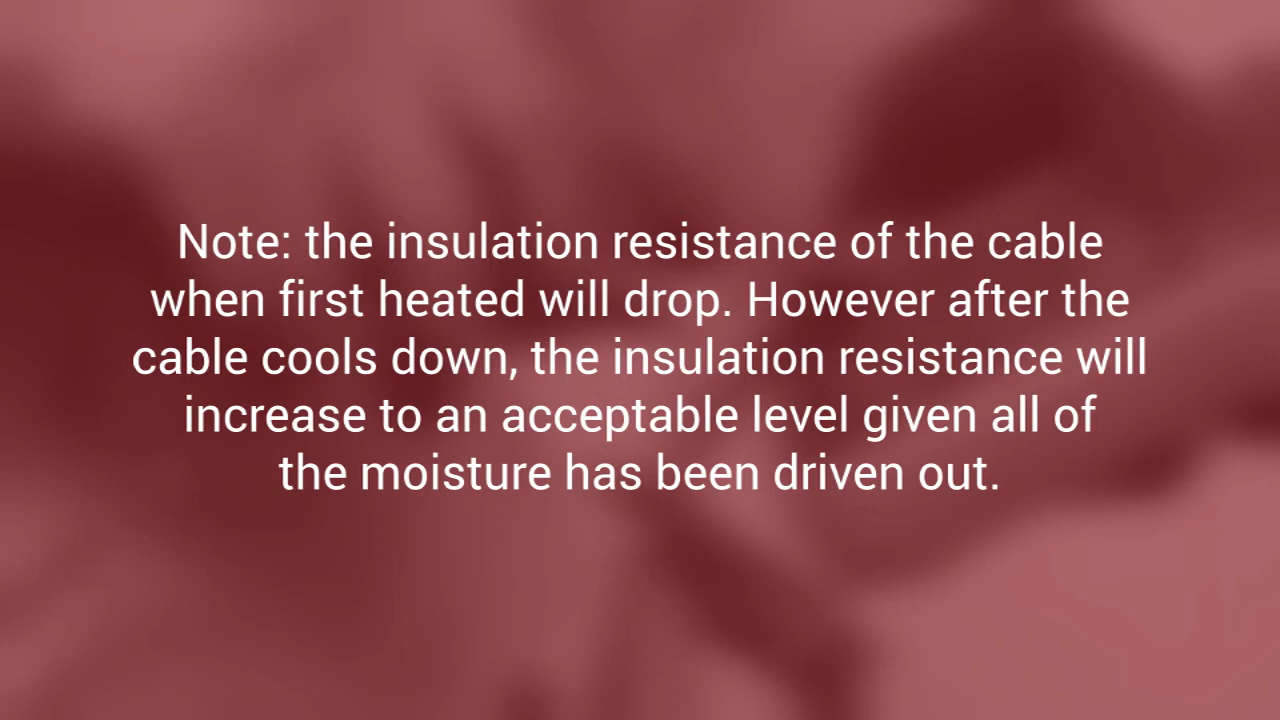 Note: the insulation resistance of the cable
when first heated will drop. However after the
cable cools down, the insulation resistance will
increase to an acceptable level given all of
the moisture has been driven out.